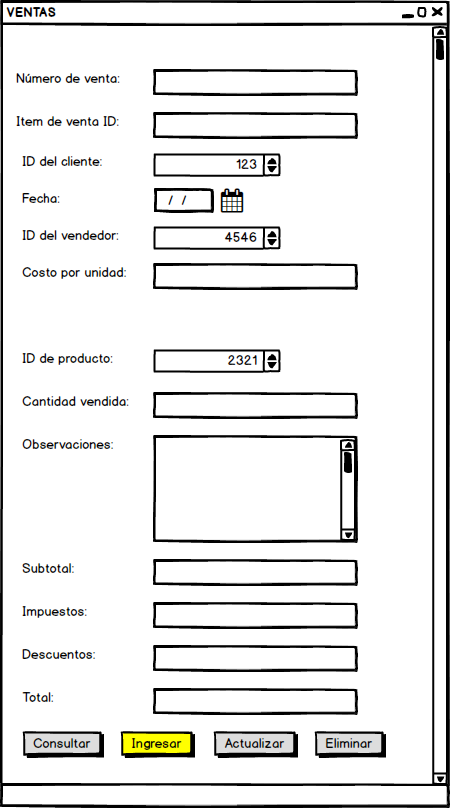 VENTAS
Número de venta:
Item de venta ID:
ID del cliente: 123
Fecha: / /
ID del vendedor: 4546
Costo por unidad:
ID de producto: 2321
Cantidad vendida:
Observaciones:
Subtotal:
Impuestos:
Descuentos:
Total:
Consultar Ingresar Actualizar Eliminar